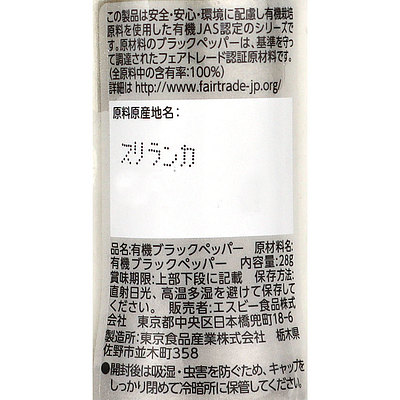 この製品は安全・安心・環境に配慮し有機栽培
原料を使用した有機JAS認定のシリーズで
す。原材料のブラックペッパーは、基準を守っ
て調達されたフェアトレード認証原材料です。
(全原料中の含有率:100%)
詳細は http://www.fairtrade-jp.org/
原料原産地名:
スリランカ
品名:有機ブラックペッパー 原材料名:
有機ブラックペッパー 内容量:28g
賞味期限:上部下段に記載 保存方法:
直射日光、高温多湿を避けて保存して
ください。 販売者:エスビー食品株式
会社 東京都中央区日本橋兜町18-6
製造所:東京食品産業株式会社 栃木県
佐野市並木町358
●開封後は吸湿・虫害を防ぐため、キャップを
しっかり閉めて冷暗所に保管してください。